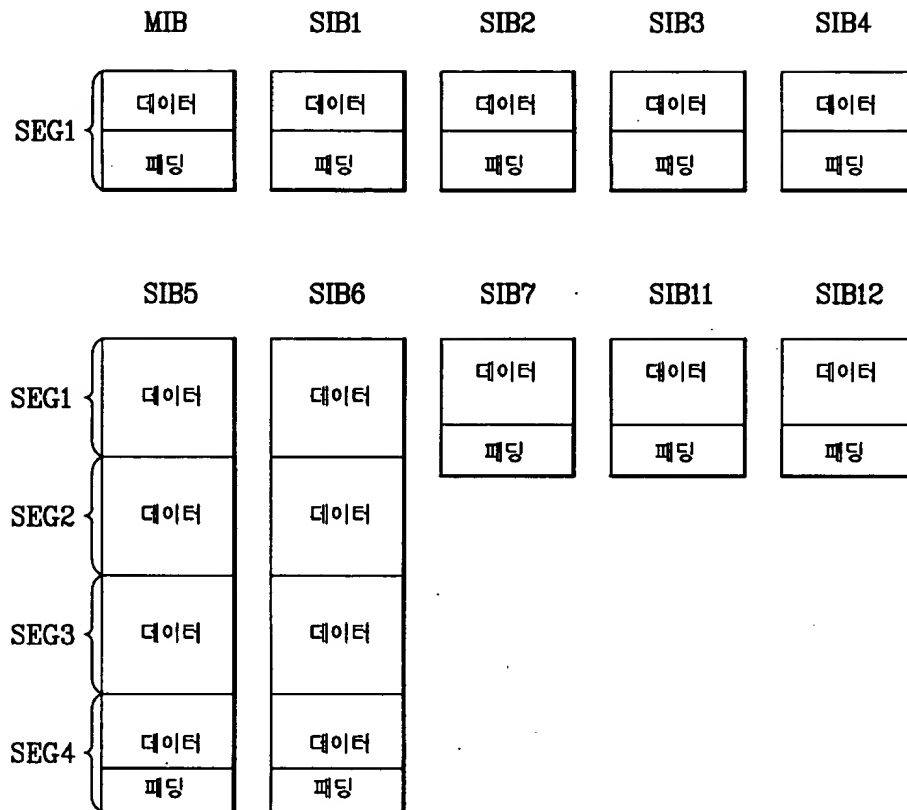 MIB SIB1 SIB2 SIB3 SIB4
데이터 데이터 데이터 데이터 데이터
SEG1
패딩 패딩 패딩 패딩 패딩
SIB5 SIB6 SIB7 SIB11 SIB12
데이터 데이터 데이터
SEG1 데이터 데이터
패딩 패딩 패딩
SEG2 데이터 데이터
SEG3 데이터 데이터
데이터 데이터
SEG4
패딩 패딩